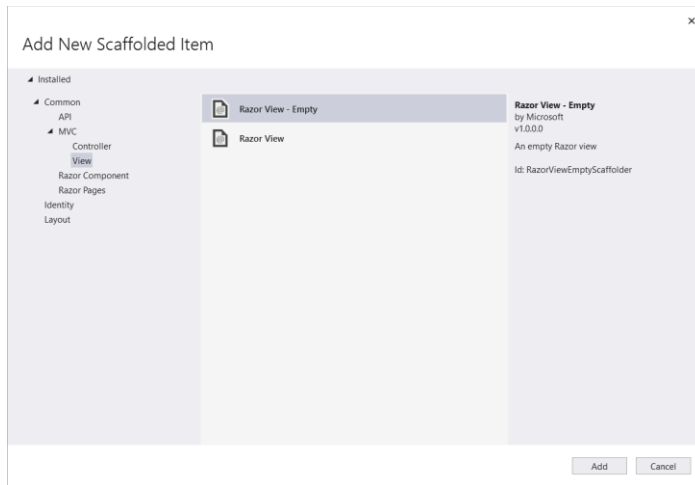 Add New Scaffolded Item
Installed
Common
API
MVC
Controller
View
Razor Component
Razor Pages
Identity
Layout
Razor View - Empty
Razor View
Razor View - Empty
by Microsoft
v1.0.0.0
An empty Razor view
Id: RazorViewEmptyScaffolder
Add
Cancel